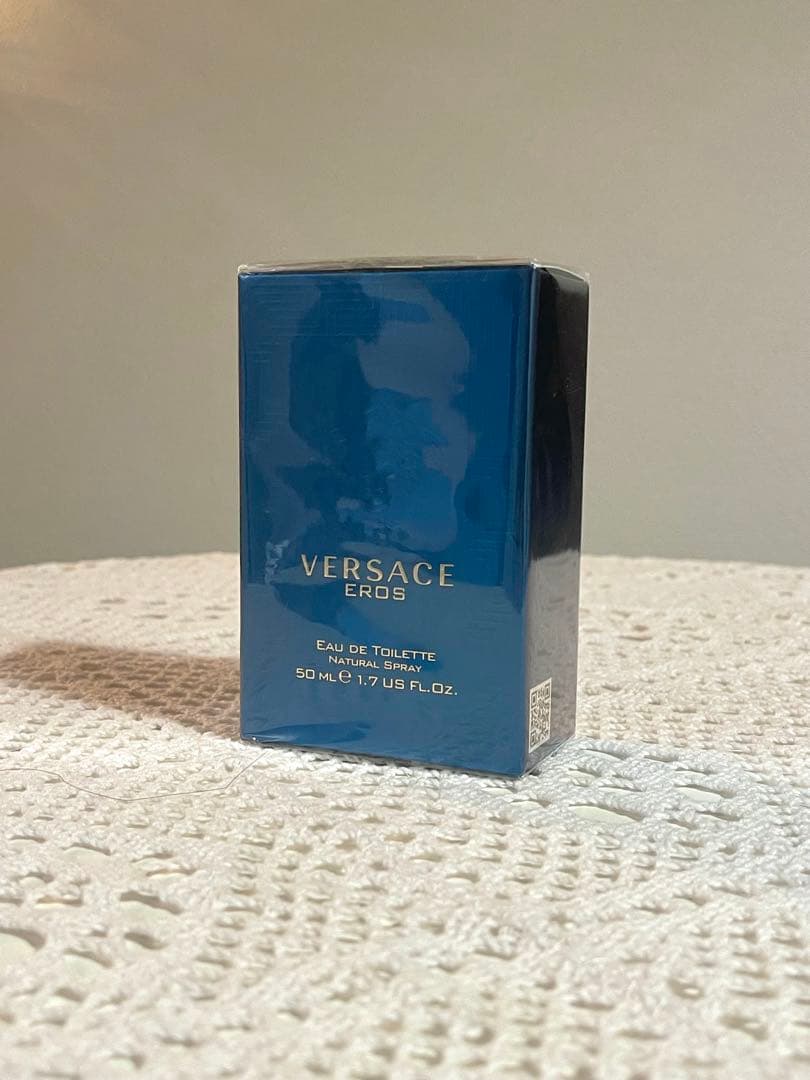 VERSACE
EROS
EAU DE TOILETTE
NATURAL SPRAY
50 ML ℮ 1.7 US FL.OZ.